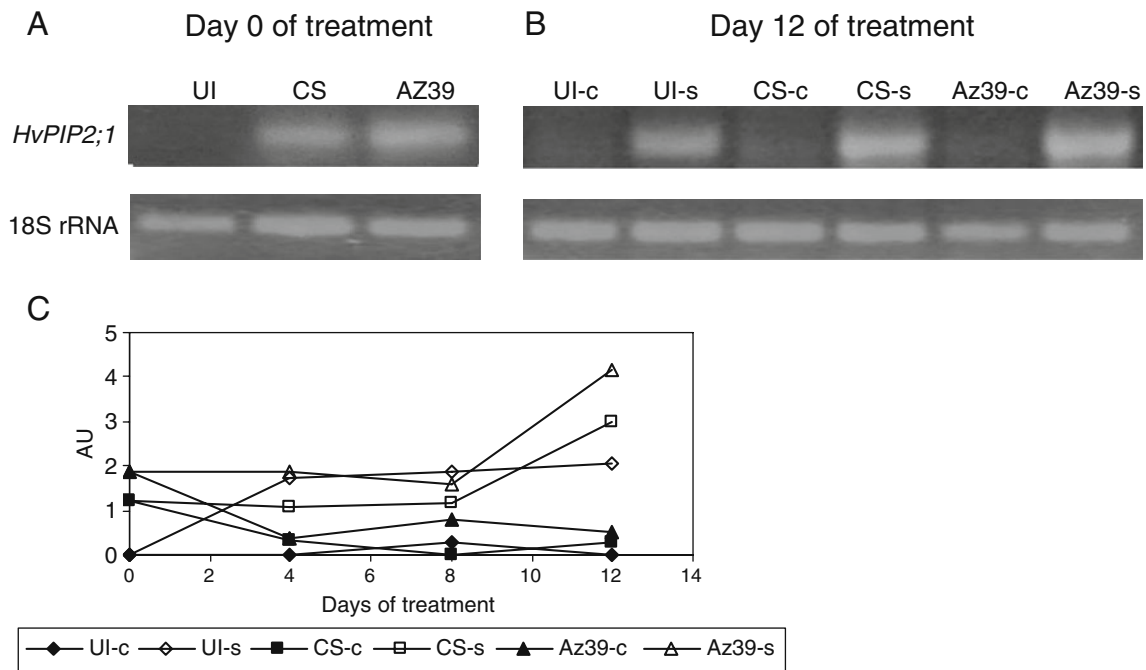 A Day 0 of treatment
UI CS AZ39
HvPIP2;1
18S rRNA
B Day 12 of treatment
UI-c UI-s CS-c CS-s Az39-c Az39-s
C
5
4
3
2
1
0
AU
0 2 4 6 8 10 12 14
Days of treatment
UI-c UI-s CS-c CS-s Az39-c Az39-s